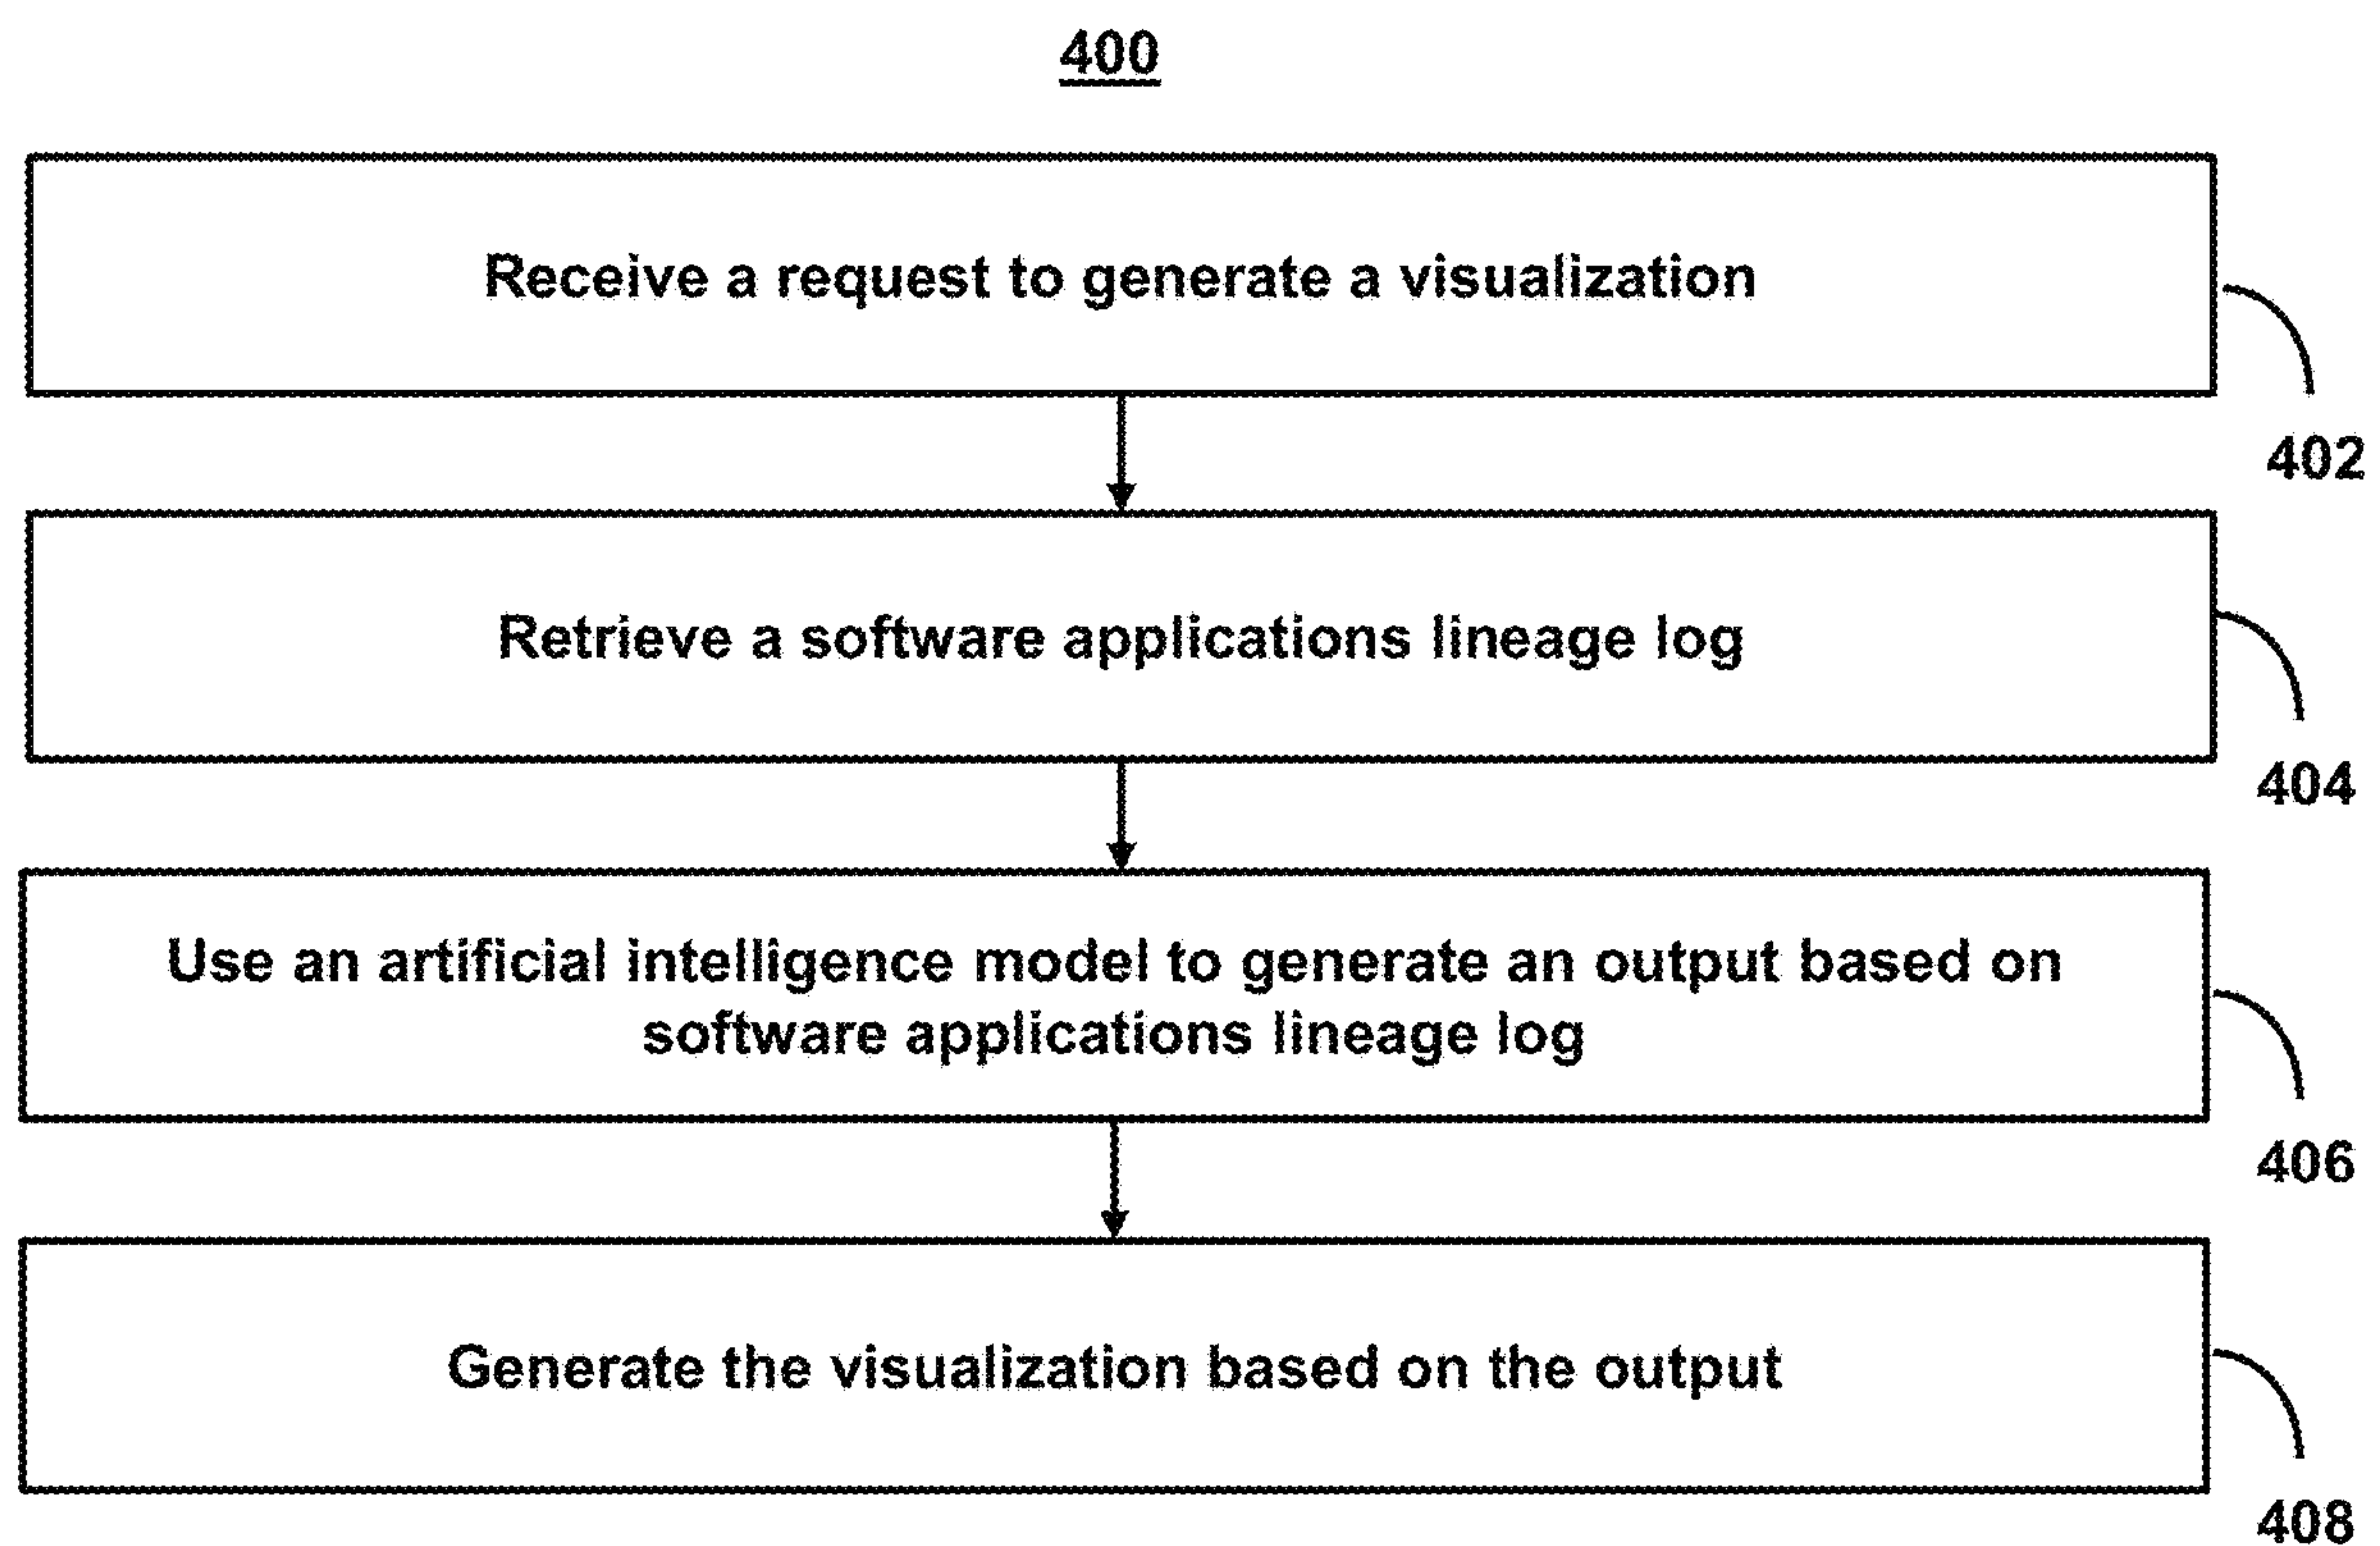 400
Receive a request to generate a visualization
402
Retrieve a software applications lineage log
404
Use an artificial intelligence model to generate an output based on
software applications lineage log
406
Generate the visualization based on the output
408